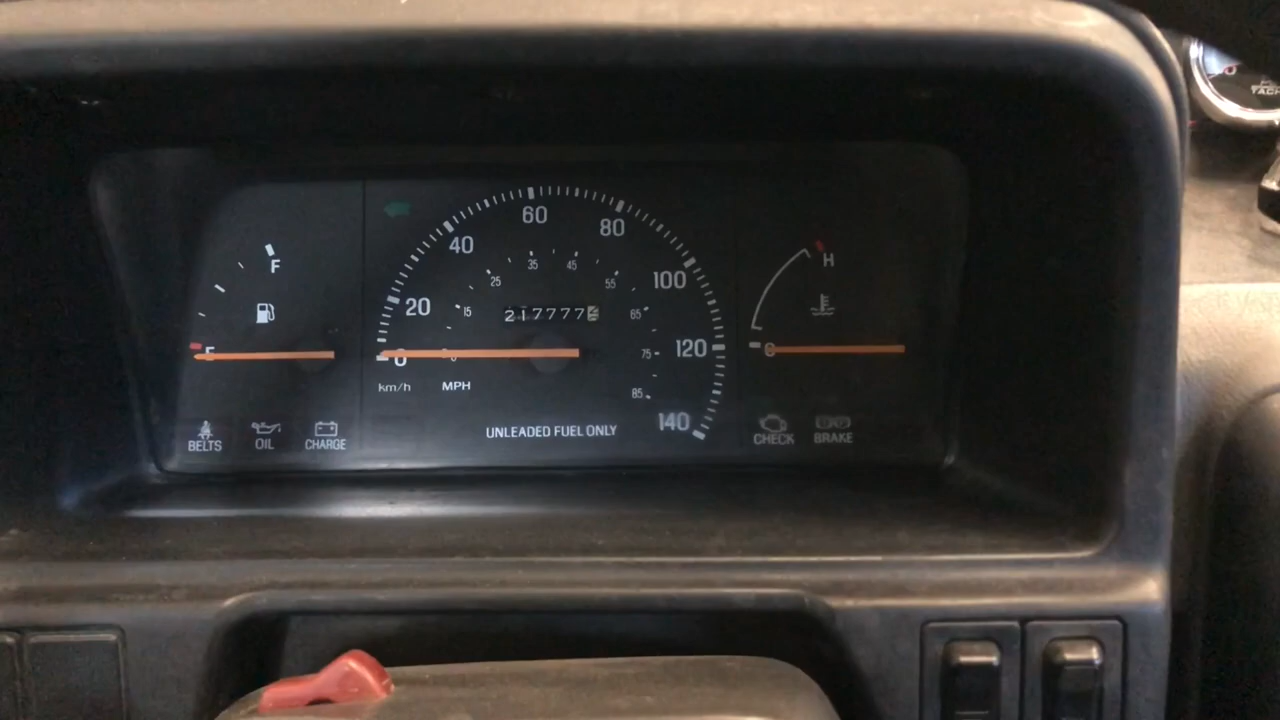 F
E
60
40
80
20
100
120
140
0
35
45
25
55
15
65
75
85
217777
km/h
MPH
UNLEADED FUEL ONLY
H
C
BELTS
OIL
CHARGE
CHECK
BRAKE
TACH